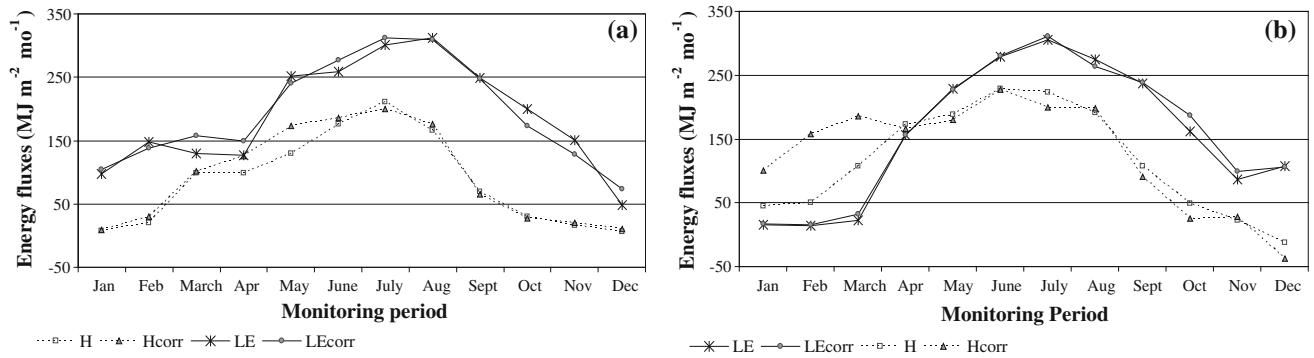 (a)
Energy fluxes (MJ m⁻² mo⁻¹)
350
250
150
50
-50
Jan Feb March Apr May June July Aug Sept Oct Nov Dec
Monitoring period
H Hcorr LE LEcorr
(b)
Energy fluxes (MJ m⁻² mo⁻¹)
350
250
150
50
-50
Jan Feb March Apr May June July Aug Sept Oct Nov Dec
Monitoring Period
LE LEcorr H Hcorr